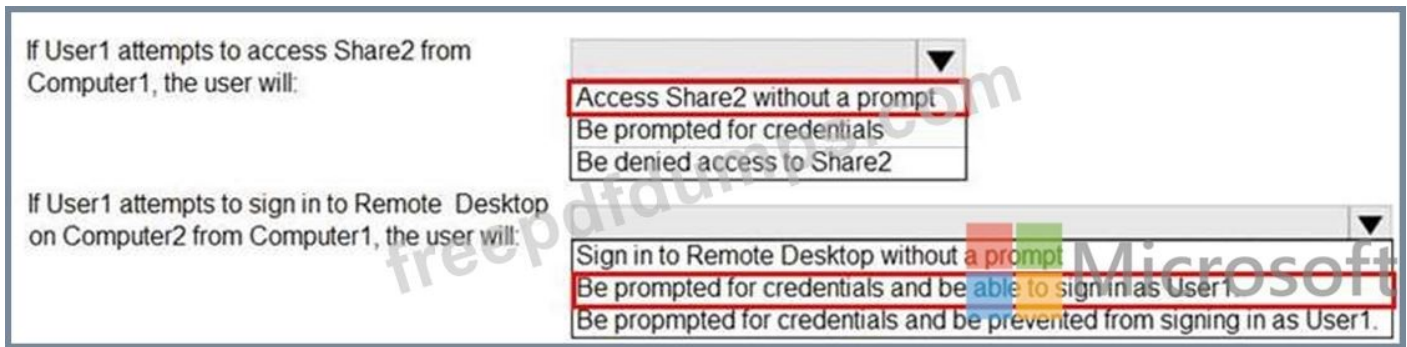 If User1 attempts to access Share2 from
Computer1, the user will:
Access Share2 without a prompt
Be prompted for credentials
Be denied access to Share2
If User1 attempts to sign in to Remote Desktop
on Computer2 from Computer1, the user will:
Sign in to Remote Desktop without a prompt
Be prompted for credentials and be able to sign in as User1.
Be propmpted for credentials and be prevented from signing in as User1.
freepdfdumps.com
Microsoft